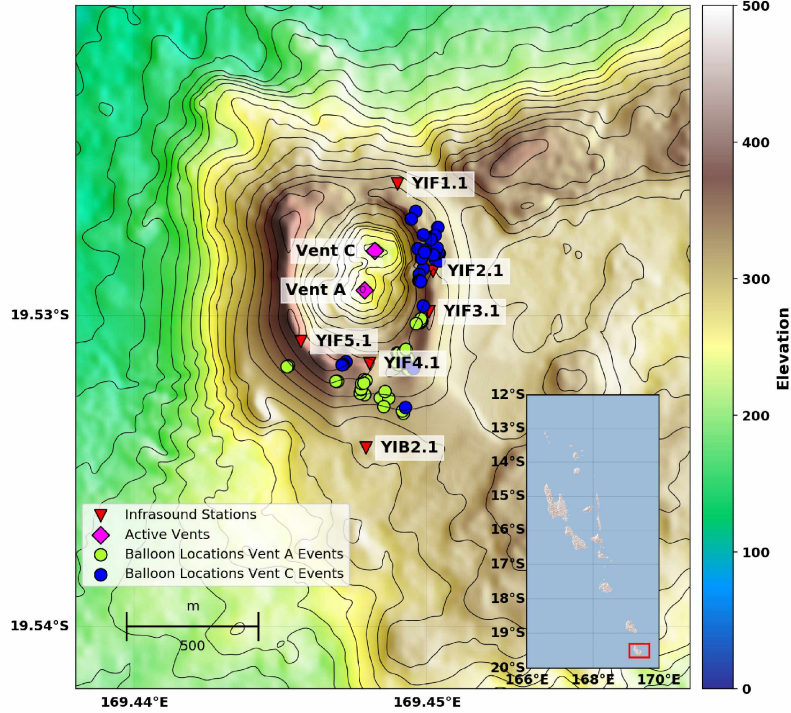 500
400
300
200
100
0
Elevation
YIF1.1
Vent C
YIF2.1
Vent A
YIF3.1
19.53°S
YIF5.1
YIF4.1
YIB2.1
12°S
13°S
14°S
15°S
16°S
17°S
18°S
19°S
20°S
166°E 168°E 170°E
Infrasound Stations
Active Vents
Balloon Locations Vent A Events
Balloon Locations Vent C Events
m
500
19.54°S
169.44°E 169.45°E